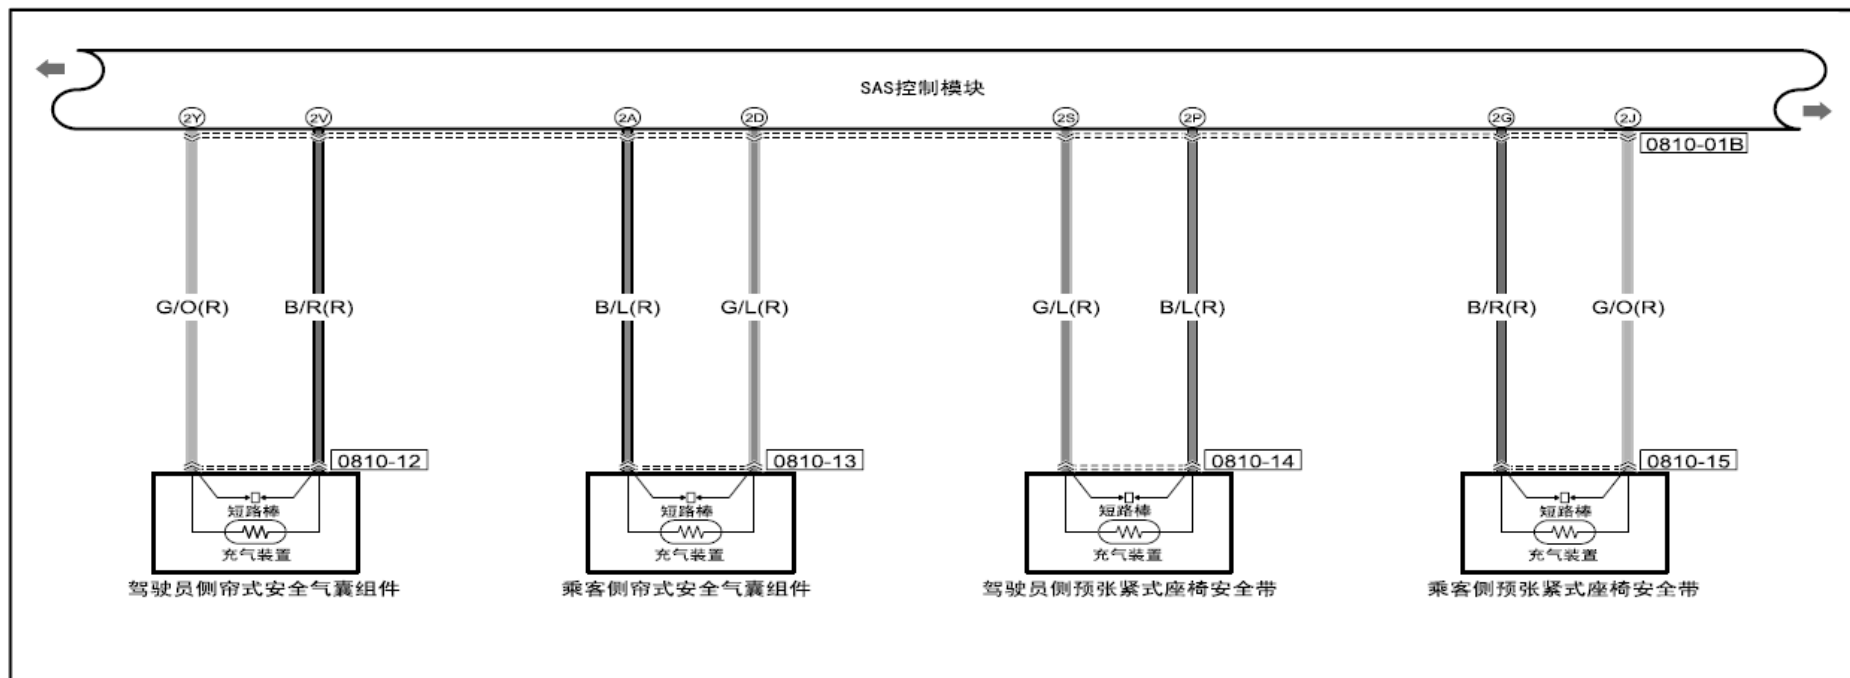 SAS控制模块
2Y 2V 2A 2D 2S 2P 2G 2J
0810-01B
G/O(R) B/R(R) B/L(R) G/L(R) G/L(R) B/L(R) B/R(R) G/O(R)
0810-12 0810-13 0810-14 0810-15
短路棒 短路棒 短路棒 短路棒
充气装置 充气装置 充气装置 充气装置
驾驶员侧帘式安全气囊组件 乘客侧帘式安全气囊组件 驾驶员侧预张紧式座椅安全带 乘客侧预张紧式座椅安全带